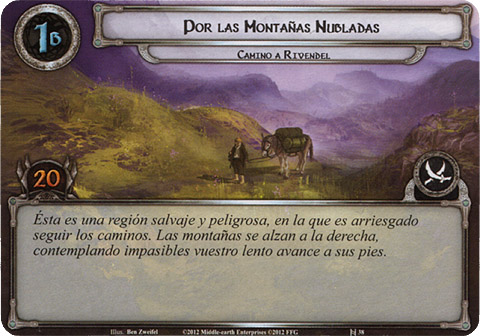 1B
Por las Montañas Nubladas
Camino a Rivendel
20
Ésta es una región salvaje y peligrosa, en la que es arriesgado
seguir los caminos. Las montañas se alzan a la derecha,
contemplando impasibles vuestro lento avance a sus pies.
Illus. Ben Zweifel
©2012 Middle-earth Enterprises ©2012 FFG
38